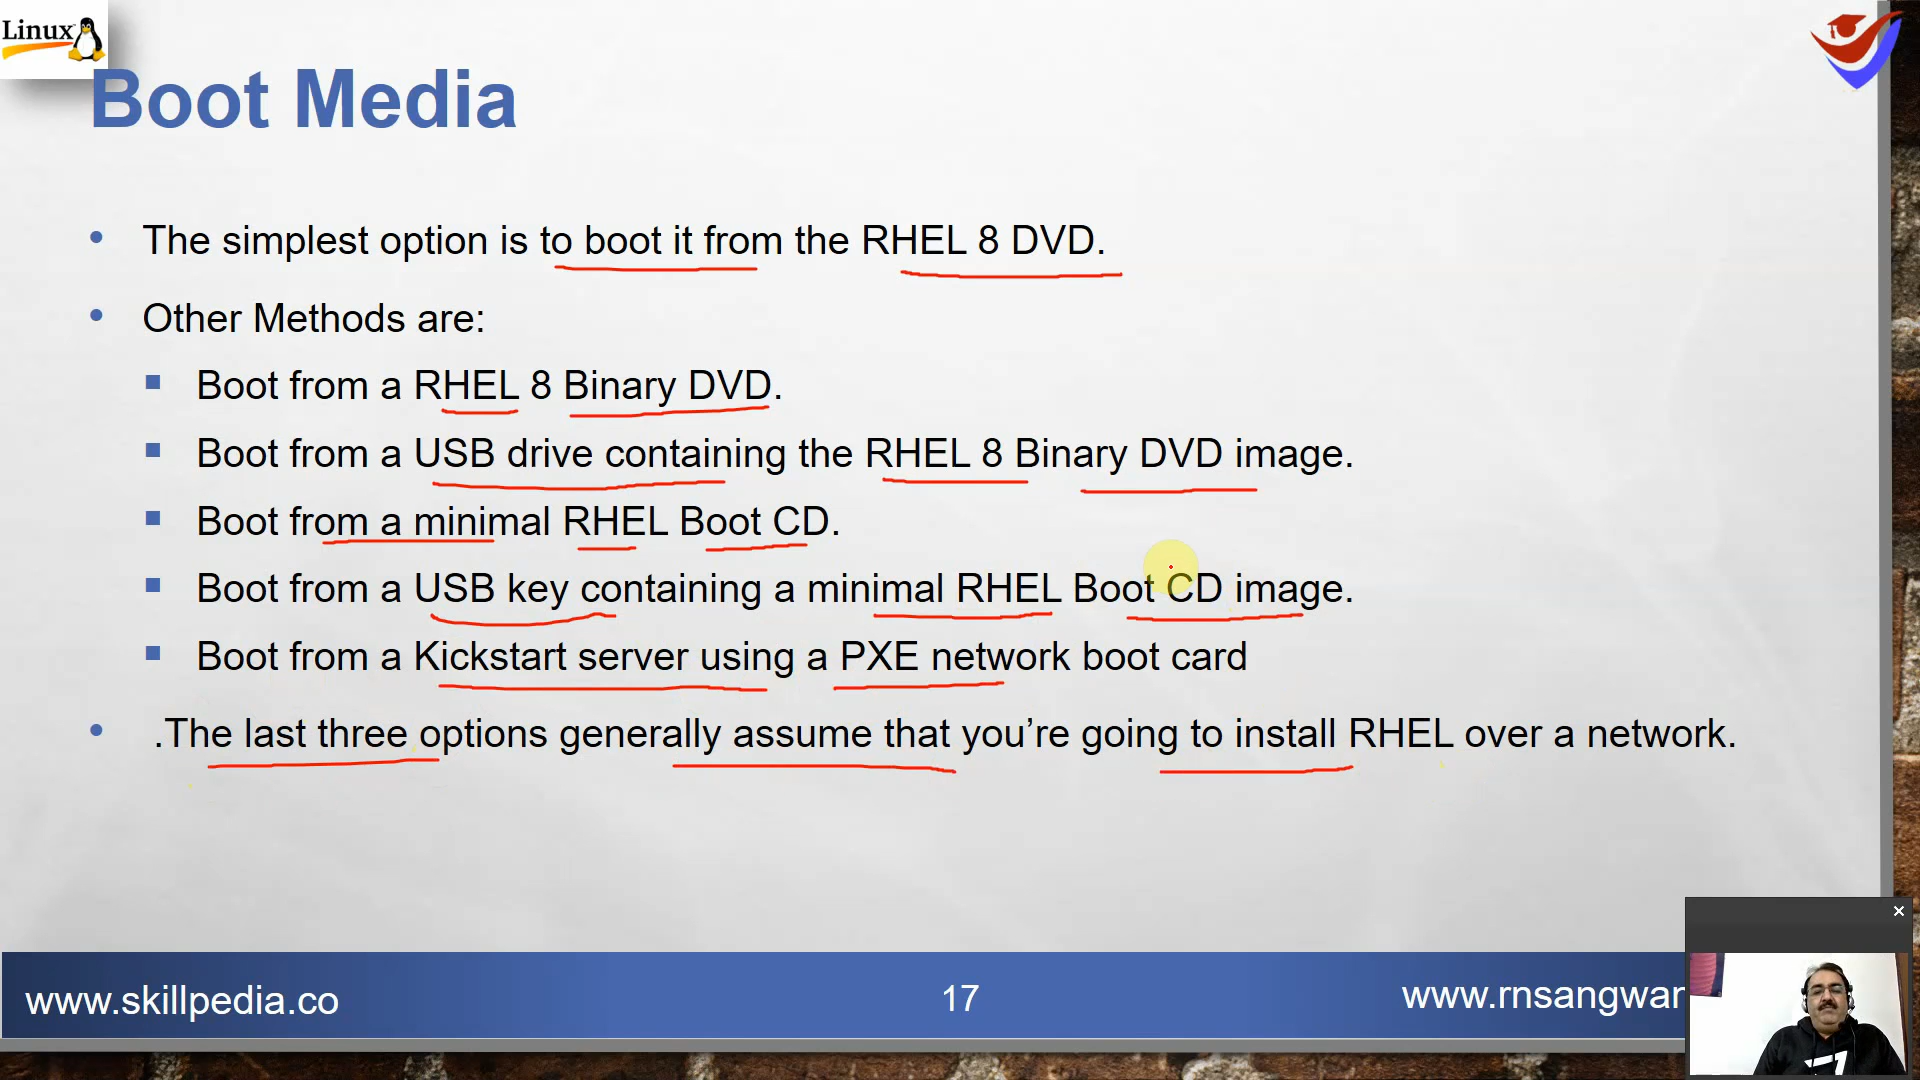 Linux
Boot Media
• The simplest option is to boot it from the RHEL 8 DVD.
• Other Methods are:
▪ Boot from a RHEL 8 Binary DVD.
▪ Boot from a USB drive containing the RHEL 8 Binary DVD image.
▪ Boot from a minimal RHEL Boot CD.
▪ Boot from a USB key containing a minimal RHEL Boot CD image.
▪ Boot from a Kickstart server using a PXE network boot card
• .The last three options generally assume that you’re going to install RHEL over a network.
www.skillpedia.co
17
www.rnsangwan